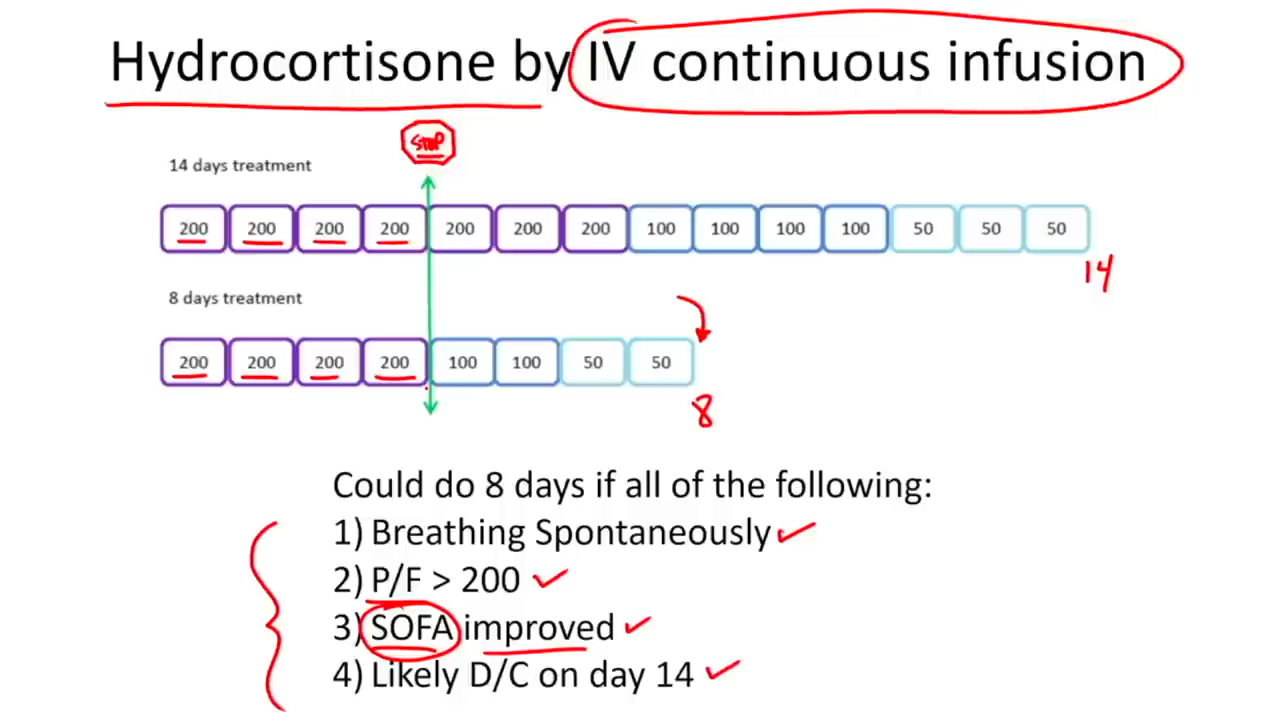 Hydrocortisone by IV continuous infusion
STOP
14 days treatment
200 200 200 200 200 200 200 100 100 100 100 50 50 50
14
8 days treatment
200 200 200 200 100 100 50 50
8
Could do 8 days if all of the following:
1) Breathing Spontaneously
2) P/F > 200
3) SOFA improved
4) Likely D/C on day 14